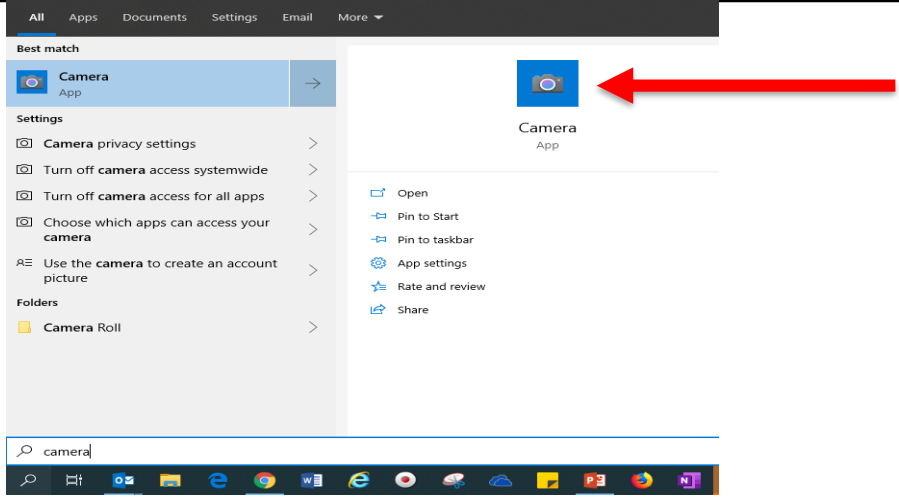 All Apps Documents Settings Email More
Best match
Camera
App
Settings
Camera privacy settings
Turn off camera access systemwide
Turn off camera access for all apps
Choose which apps can access your
camera
Use the camera to create an account
picture
Folders
Camera Roll
Camera
App
Open
Pin to Start
Pin to taskbar
App settings
Rate and review
Share
camera